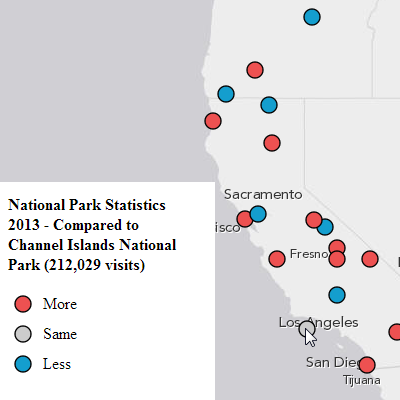 Sacramento
isco
Fresno
Los Angeles
San Dieg
Tijuana
National Park Statistics
2013 - Compared to
Channel Islands National
Park (212,029 visits)
More
Same
Less